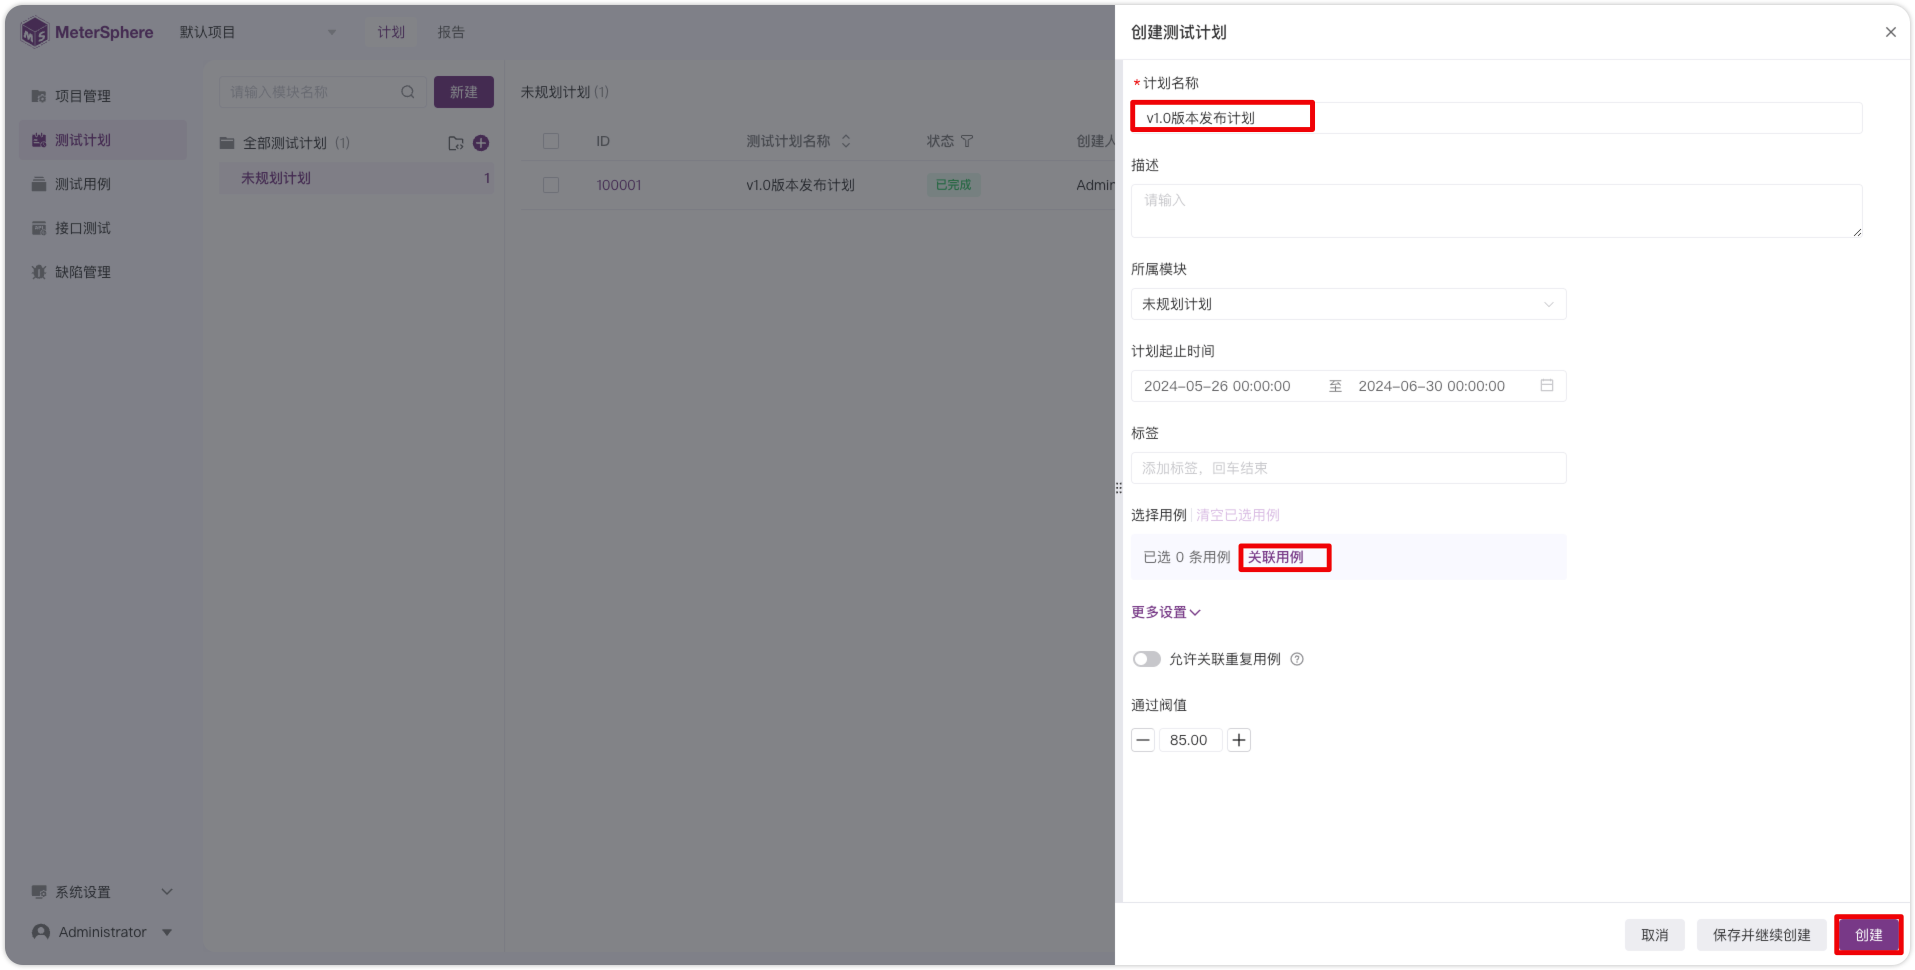 MeterSphere
默认项目
计划
报告
项目管理
测试计划
测试用例
接口测试
缺陷管理
系统设置
Administrator
请输入模块名称
新建
全部测试计划 (1)
未规划计划 1
未规划计划 (1)
ID 测试计划名称 状态 创建人
100001 v1.0版本发布计划 已完成 Admin
创建测试计划
*计划名称
v1.0版本发布计划
描述
请输入
所属模块
未规划计划
计划起止时间
2024-05-26 00:00:00 至 2024-06-30 00:00:00
标签
添加标签，回车结束
选择用例 清空已选用例
已选 0 条用例 关联用例
更多设置
允许关联重复用例
通过阀值
85.00
取消 保存并继续创建 创建